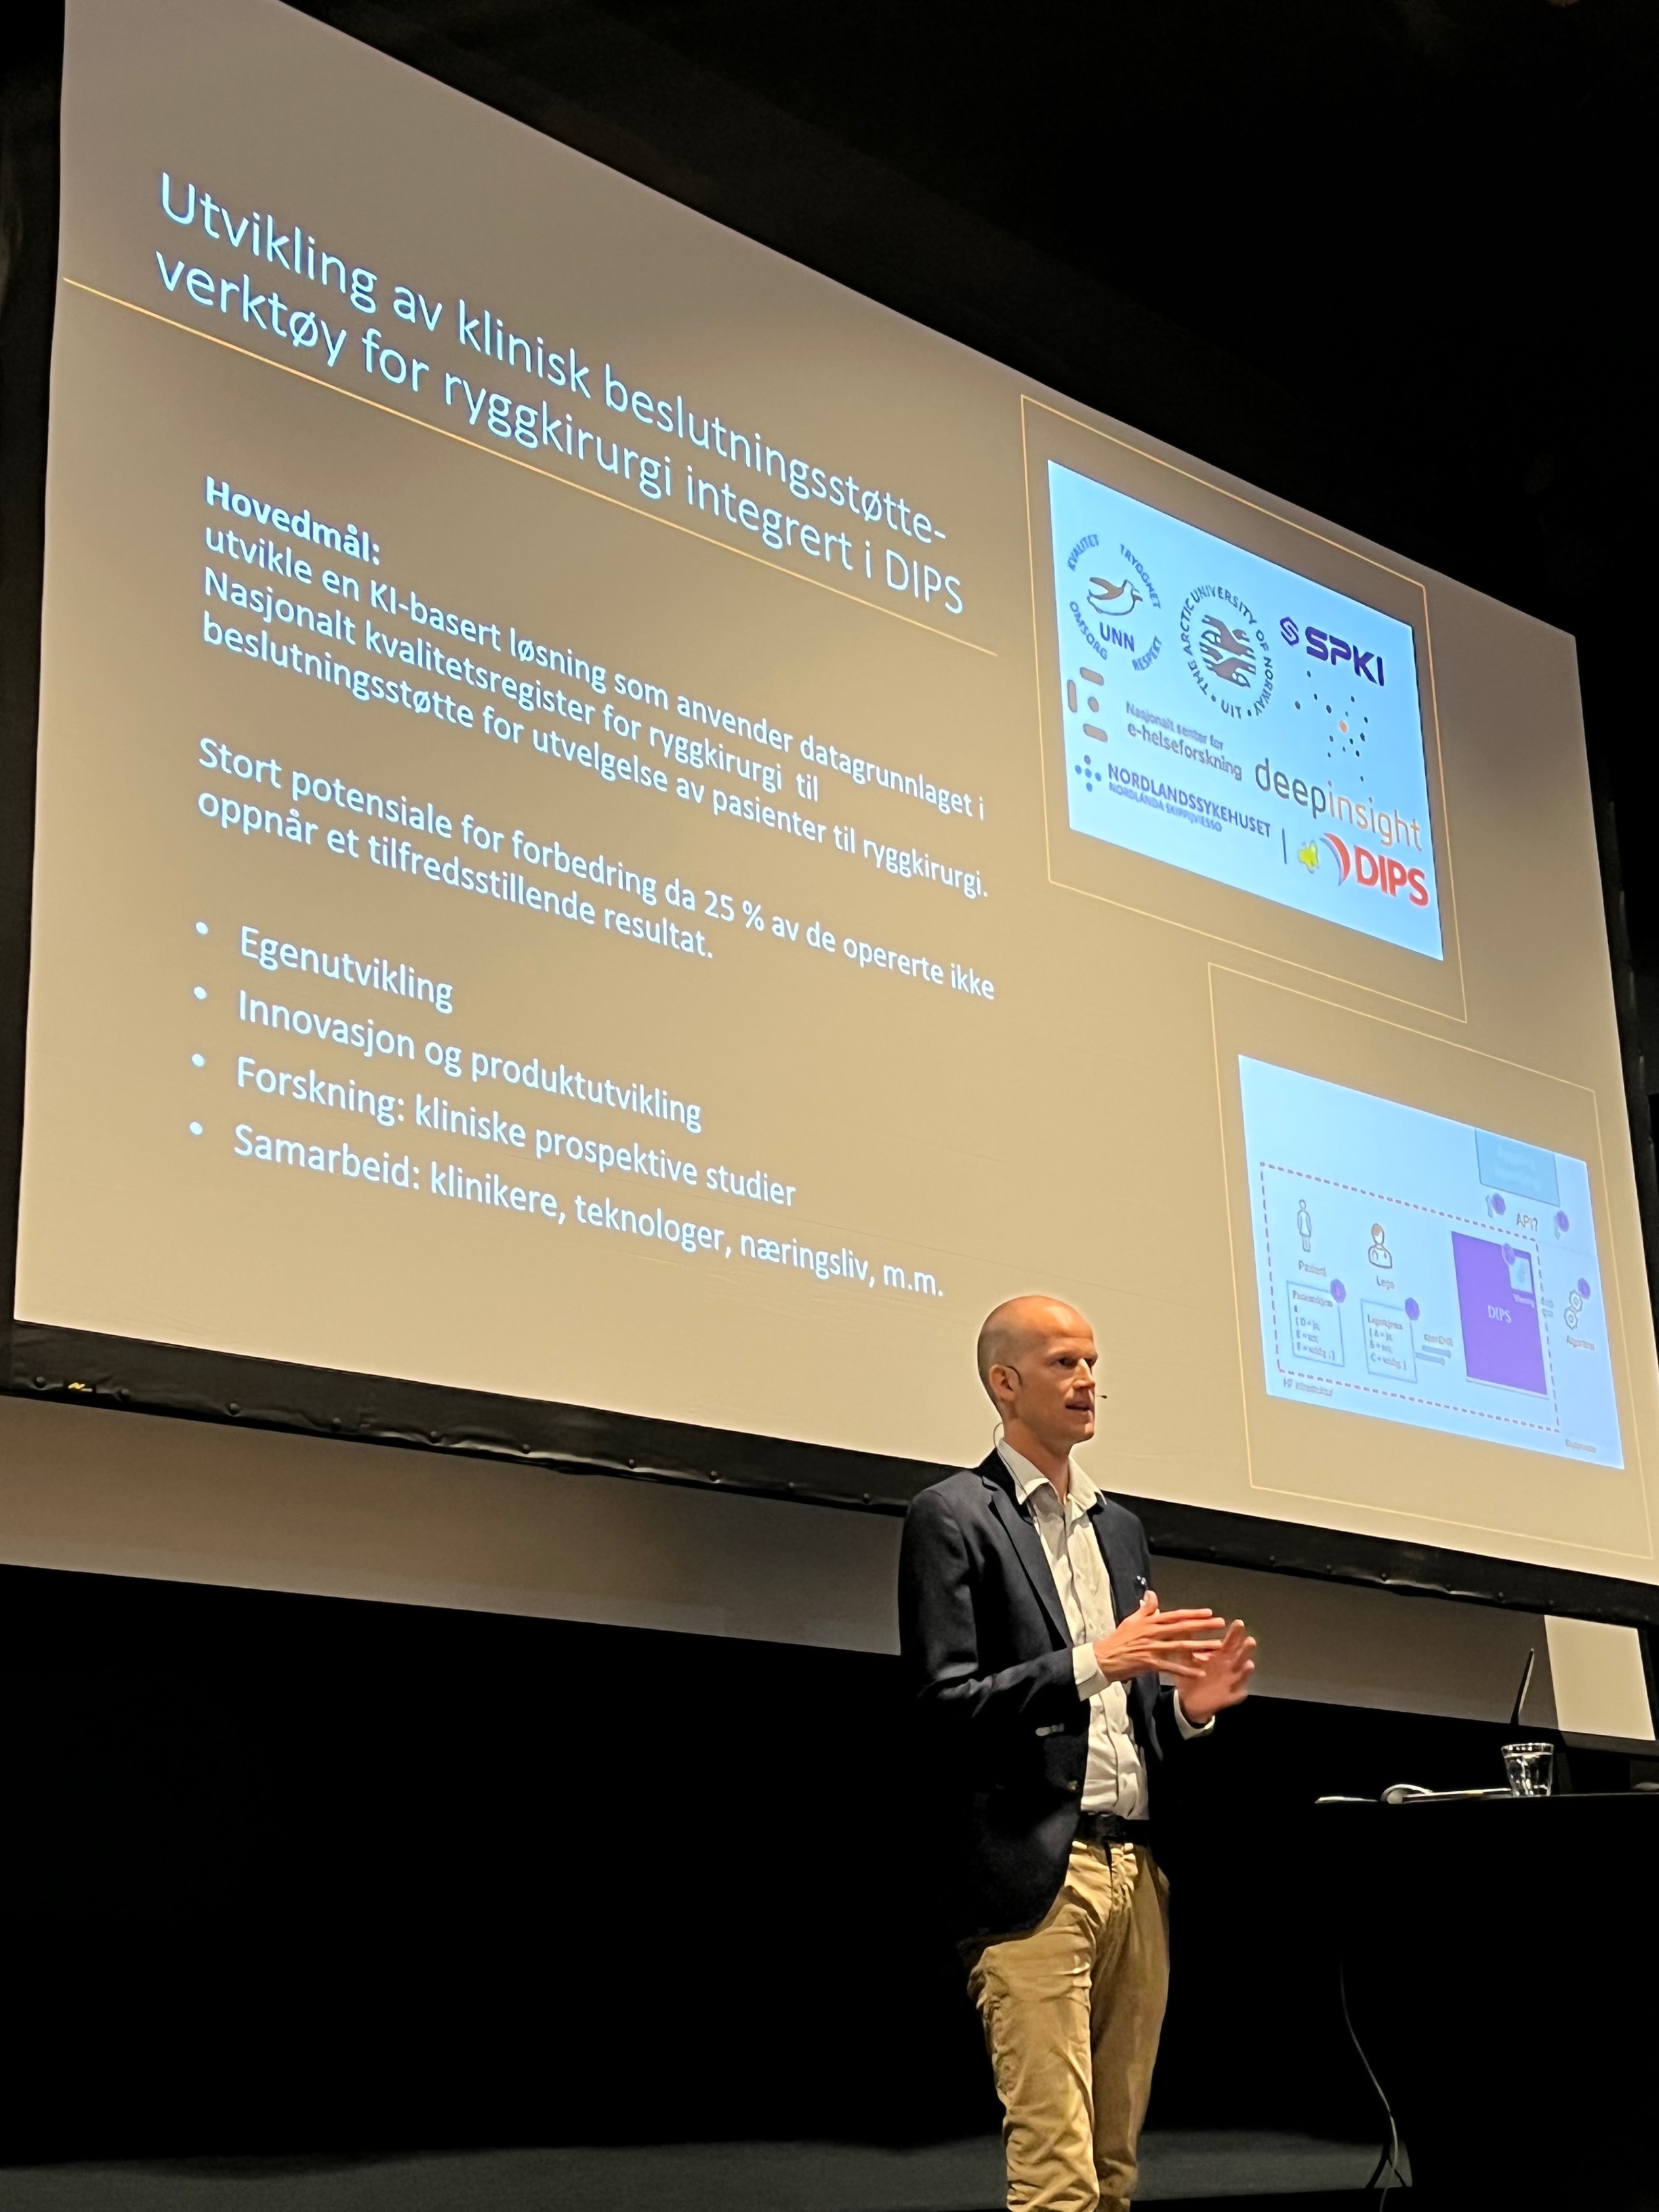 Utvikling av klinisk beslutningsstøtte-
verktøy for ryggkirurgi integrert i DIPS
Hovedmål:
utvikle en KI-basert løsning som anvender datagrunnlaget i
Nasjonalt kvalitetsregister for ryggkirurgi til
beslutningsstøtte for utvelgelse av pasienter til ryggkirurgi.
Stort potensiale for forbedring da 25 % av de opererte ikke
oppnår et tilfredsstillende resultat.
• Egenutvikling
• Innovasjon og produktutvikling
• Forskning: kliniske prospektive studier
• Samarbeid: klinikere, teknologer, næringsliv, m.m.
KVALITET TRYGGHET
UNN
OMSORG RESPEKT
THE ARCTIC UNIVERSITY OF NORWAY
UiT
SPKI
Nasjonalt senter for
e-helseforskning
deepinsight
NORDLANDSSYKEHUSET
NORDLÁNDA SKIHPPIJVIESSO
DIPS
API?
Pasient
Lege
DIPS